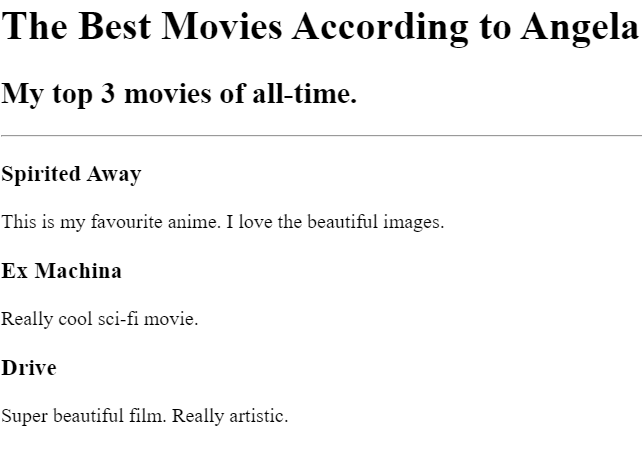 The Best Movies According to Angela
My top 3 movies of all-time.
Spirited Away
This is my favourite anime. I love the beautiful images.
Ex Machina
Really cool sci-fi movie.
Drive
Super beautiful film. Really artistic.